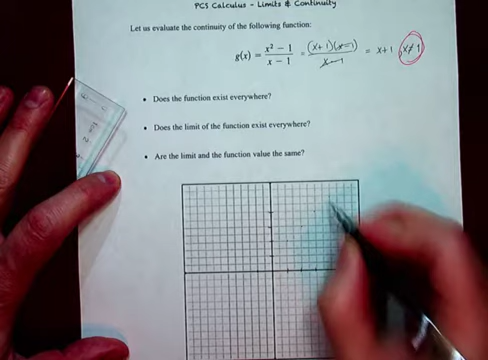 PCS Calculus - Limits & Continuity
Let us evaluate the continuity of the following function:
g(x) = x² - 1 / x - 1 = (x+1)(x-1) / x-1 = x+1, x≠1
• Does the function exist everywhere?
• Does the limit of the function exist everywhere?
• Are the limit and the function value the same?